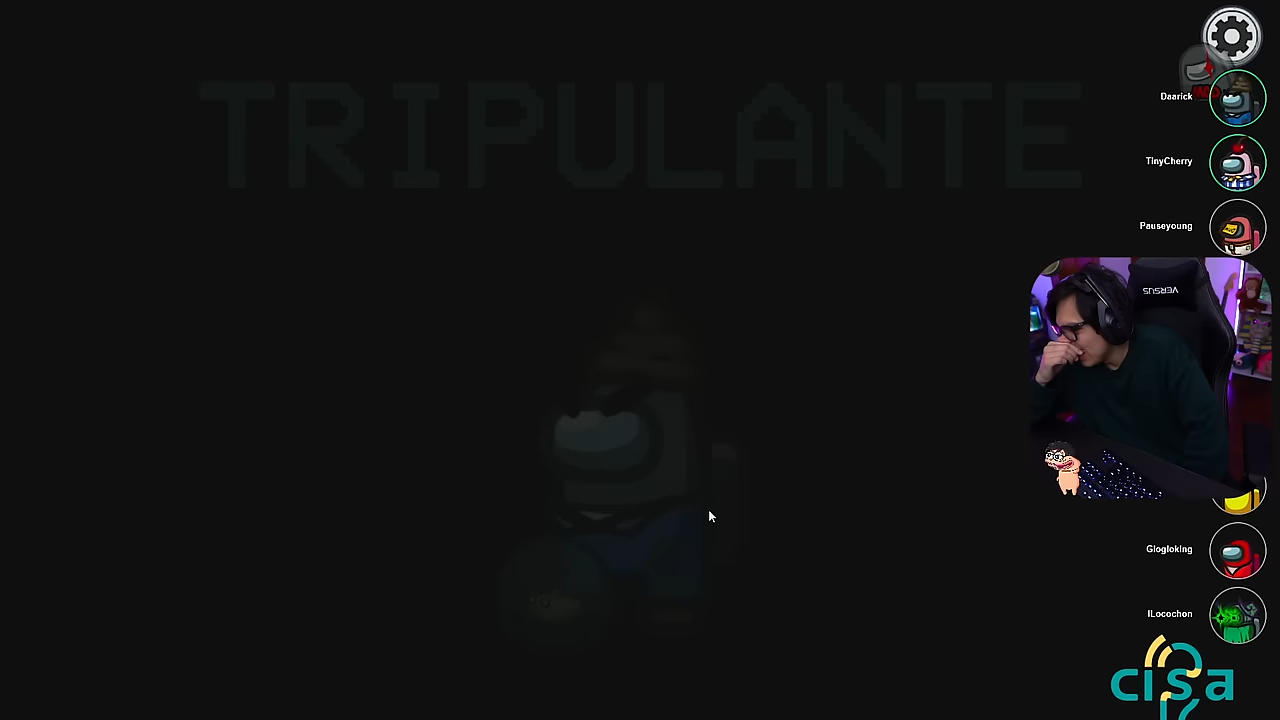 TRIPULANTE
Daarick
TinyCherry
Pauseyoung
VERSUS
Glogloking
ILocochon
cisa